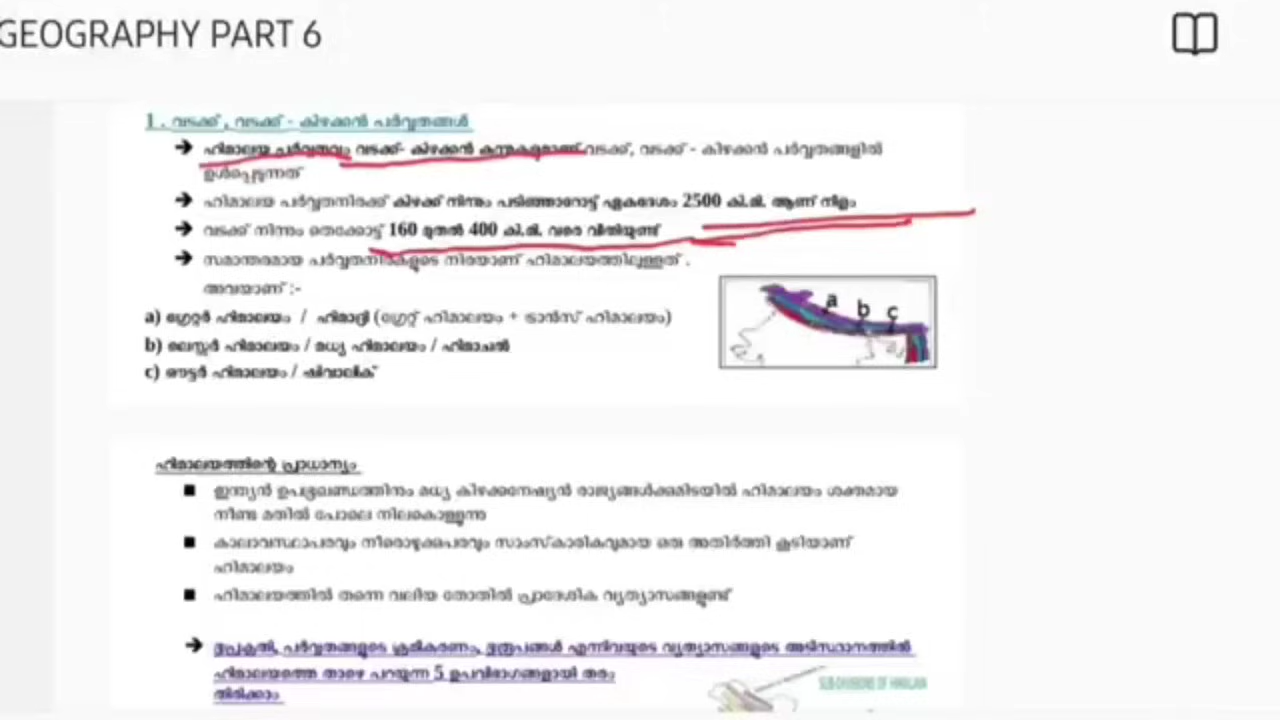 GEOGRAPHY PART 6
1 . വടക്ക് , വടക്ക് - കിഴക്കൻ പർവ്വതങ്ങൾ
➔ ഹിമാലയ പർവ്വതവും വടക്ക്- കിഴക്കൻ കുന്നുകളുമാണ് വടക്ക്, വടക്ക് - കിഴക്കൻ പർവ്വതങ്ങളിൽ
ഉൾപ്പെടുന്നത്
➔ ഹിമാലയ പർവ്വതനിരക്ക് കിഴക്ക് നിന്നും പടിഞ്ഞാറോട്ട് ഏകദേശം 2500 കി.മി. ആണ് നീളം
➔ വടക്ക് നിന്നും തെക്കോട്ട് 160 മുതൽ 400 കി.മി. വരെ വീതിയുണ്ട്
➔ സമാന്തരമായ പർവ്വതനിരകളുടെ നിരയാണ് ഹിമാലയത്തിലുള്ളത് .
അവയാണ് :-
a) ഗ്രേറ്റർ ഹിമാലയം / ഹിമാദ്രി (ഗ്രേറ്റ് ഹിമാലയം + ട്രാൻസ് ഹിമാലയം)
b) ലെസ്സർ ഹിമാലയം / മധ്യ ഹിമാലയം / ഹിമാചൽ
c) ഔട്ടർ ഹിമാലയം / ഷിവാലിക്
a b c
ഹിമാലയത്തിന്റെ പ്രാധാന്യം
■ ഇന്ത്യൻ ഉപഭൂഖണ്ഡത്തിനും മധ്യ കിഴക്കനേഷ്യൻ രാജ്യങ്ങൾക്കുമിടയിൽ ഹിമാലയം ശക്തമായ
നീണ്ട മതിൽ പോലെ നിലകൊള്ളുന്നു
■ കാലാവസ്ഥാപരവും നീരൊഴുക്കുപരവും സാംസ്കാരികവുമായ ഒരു അതിർത്തി കൂടിയാണ്
ഹിമാലയം
■ ഹിമാലയത്തിൽ തന്നെ വലിയ തോതിൽ പ്രാദേശിക വ്യത്യാസങ്ങളുണ്ട്
➔ ഭൂപ്രകൃതി, പർവ്വതങ്ങളുടെ ക്രമീകരണം, ഭൂരൂപങ്ങൾ എന്നിവയുടെ വ്യത്യാസങ്ങളുടെ അടിസ്ഥാനത്തിൽ
ഹിമാലയത്തെ താഴെ പറയുന്ന 5 ഉപവിഭാഗങ്ങളായി തരം
തിരിക്കാം
SUB-DIVISIONS OF HIMALAYA